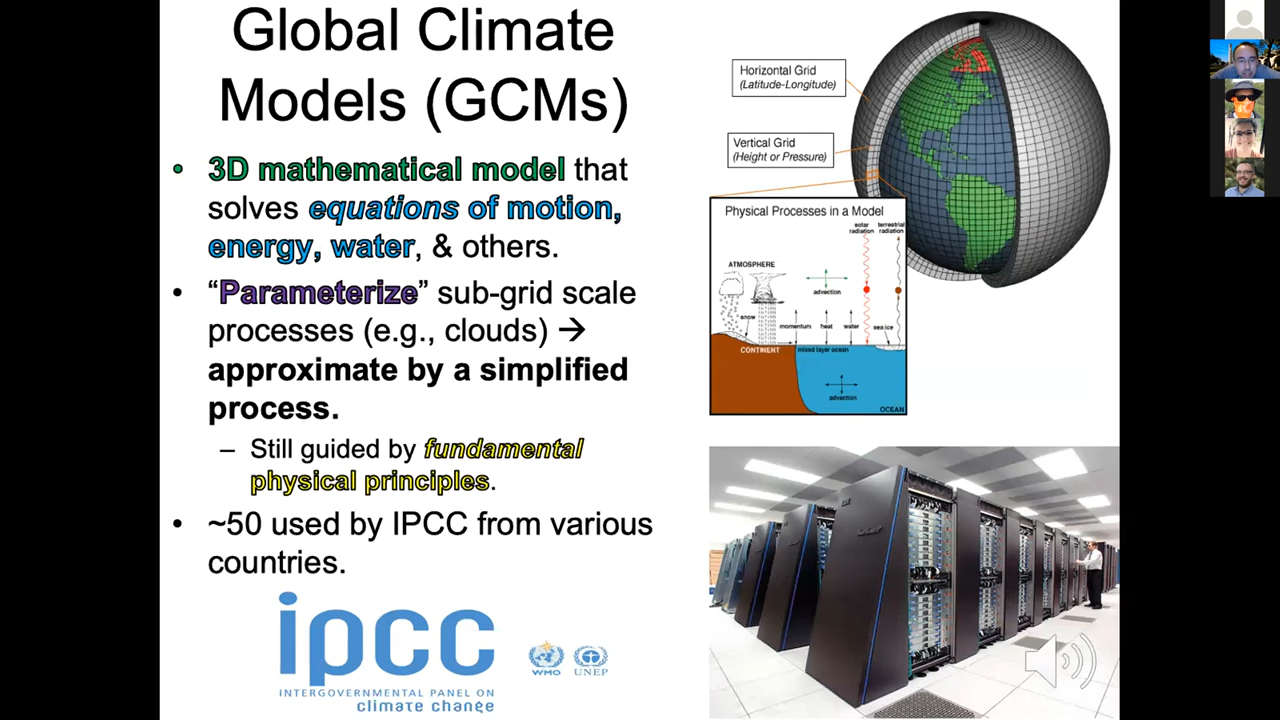 Global Climate
Models (GCMs)
• 3D mathematical model that
solves equations of motion,
energy, water, & others.
• “Parameterize” sub-grid scale
processes (e.g., clouds) →
approximate by a simplified
process.
– Still guided by fundamental
physical principles.
• ~50 used by IPCC from various
countries.
ipcc
INTERGOVERNMENTAL PANEL ON
climate change
WMO
UNEP
Horizontal Grid
(Latitude-Longitude)
Vertical Grid
(Height or Pressure)
Physical Processes in a Model
solar
radiation
terrestrial
radiation
ATMOSPHERE
advection
snow
momentum
heat
water
sea ice
CONTINENT
mixed layer ocean
advection
OCEAN